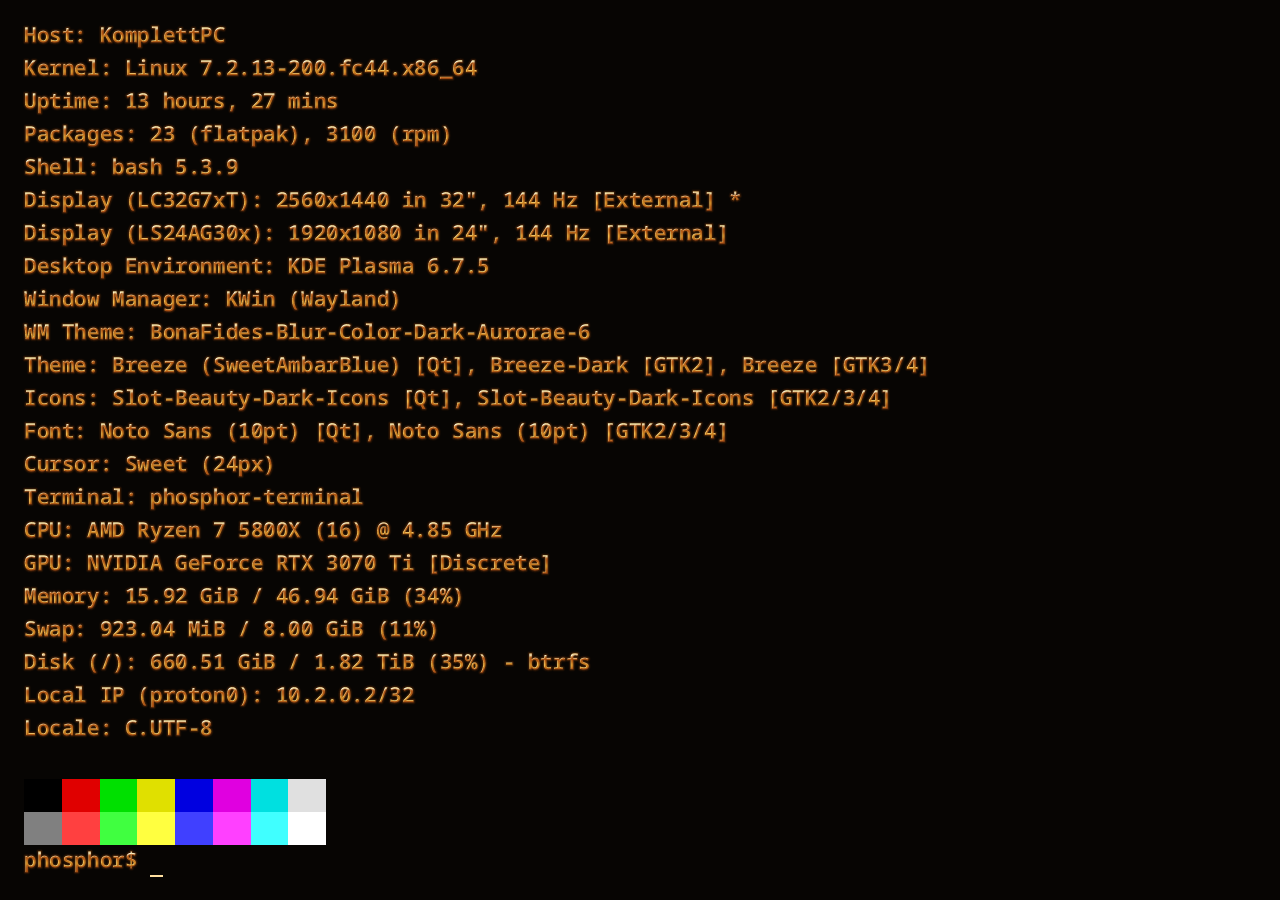 Host: KomplettPC
Kernel: Linux 7.2.13-200.fc44.x86_64
Uptime: 13 hours, 27 mins
Packages: 23 (flatpak), 3100 (rpm)
Shell: bash 5.3.9
Display (LC32G7xT): 2560x1440 in 32", 144 Hz [External] *
Display (LS24AG30x): 1920x1080 in 24", 144 Hz [External]
Desktop Environment: KDE Plasma 6.7.5
Window Manager: KWin (Wayland)
WM Theme: BonaFides-Blur-Color-Dark-Aurorae-6
Theme: Breeze (SweetAmbarBlue) [Qt], Breeze-Dark [GTK2], Breeze [GTK3/4]
Icons: Slot-Beauty-Dark-Icons [Qt], Slot-Beauty-Dark-Icons [GTK2/3/4]
Font: Noto Sans (10pt) [Qt], Noto Sans (10pt) [GTK2/3/4]
Cursor: Sweet (24px)
Terminal: phosphor-terminal
CPU: AMD Ryzen 7 5800X (16) @ 4.85 GHz
GPU: NVIDIA GeForce RTX 3070 Ti [Discrete]
Memory: 15.92 GiB / 46.94 GiB (34%)
Swap: 923.04 MiB / 8.00 GiB (11%)
Disk (/): 660.51 GiB / 1.82 TiB (35%) - btrfs
Local IP (proton0): 10.2.0.2/32
Locale: C.UTF-8
phosphor$ _